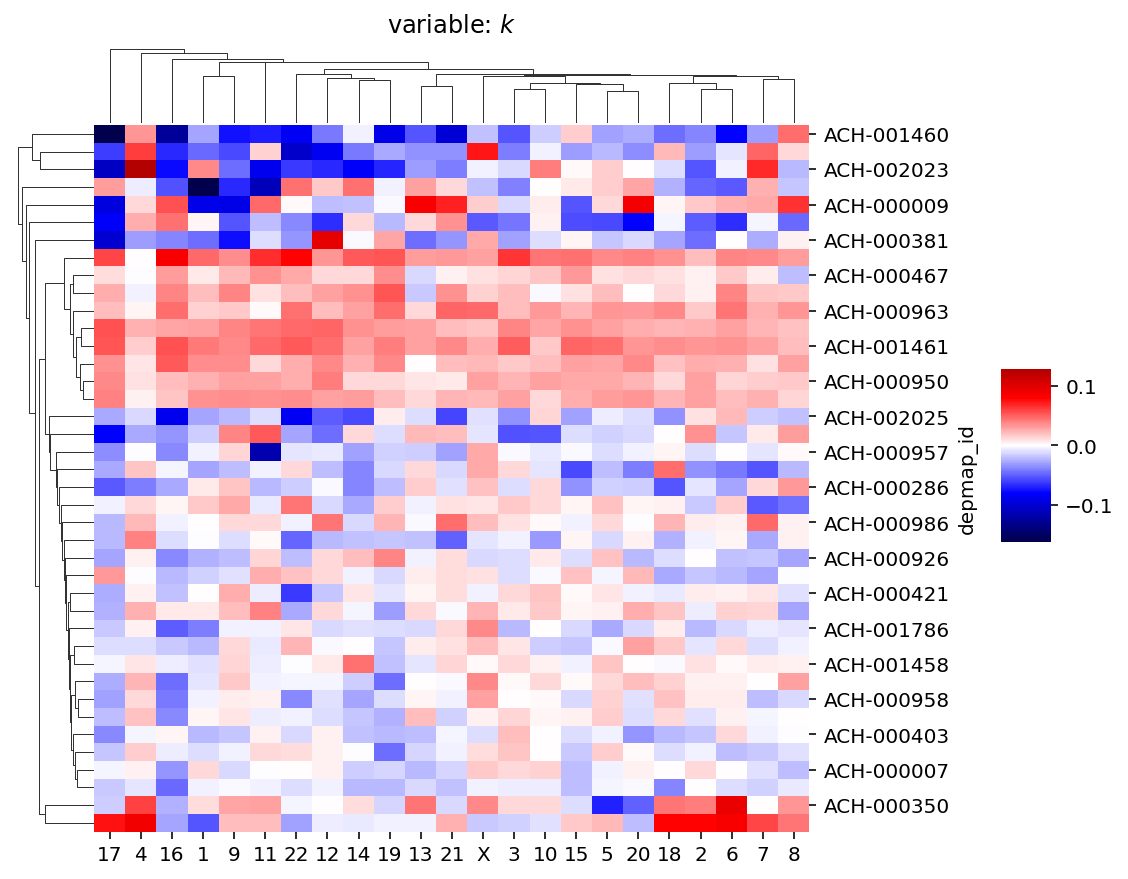 variable: k
ACH-001460
ACH-002023
ACH-000009
ACH-000381
ACH-000467
ACH-000963
ACH-001461
ACH-000950
ACH-002025
ACH-000957
ACH-000286
ACH-000986
ACH-000926
ACH-000421
ACH-001786
ACH-001458
ACH-000958
ACH-000403
ACH-000007
ACH-000350
17 4 16 1 9 11 22 12 14 19 13 21 X 3 10 15 5 20 18 2 6 7 8
depmap_id
0.1
0.0
−0.1